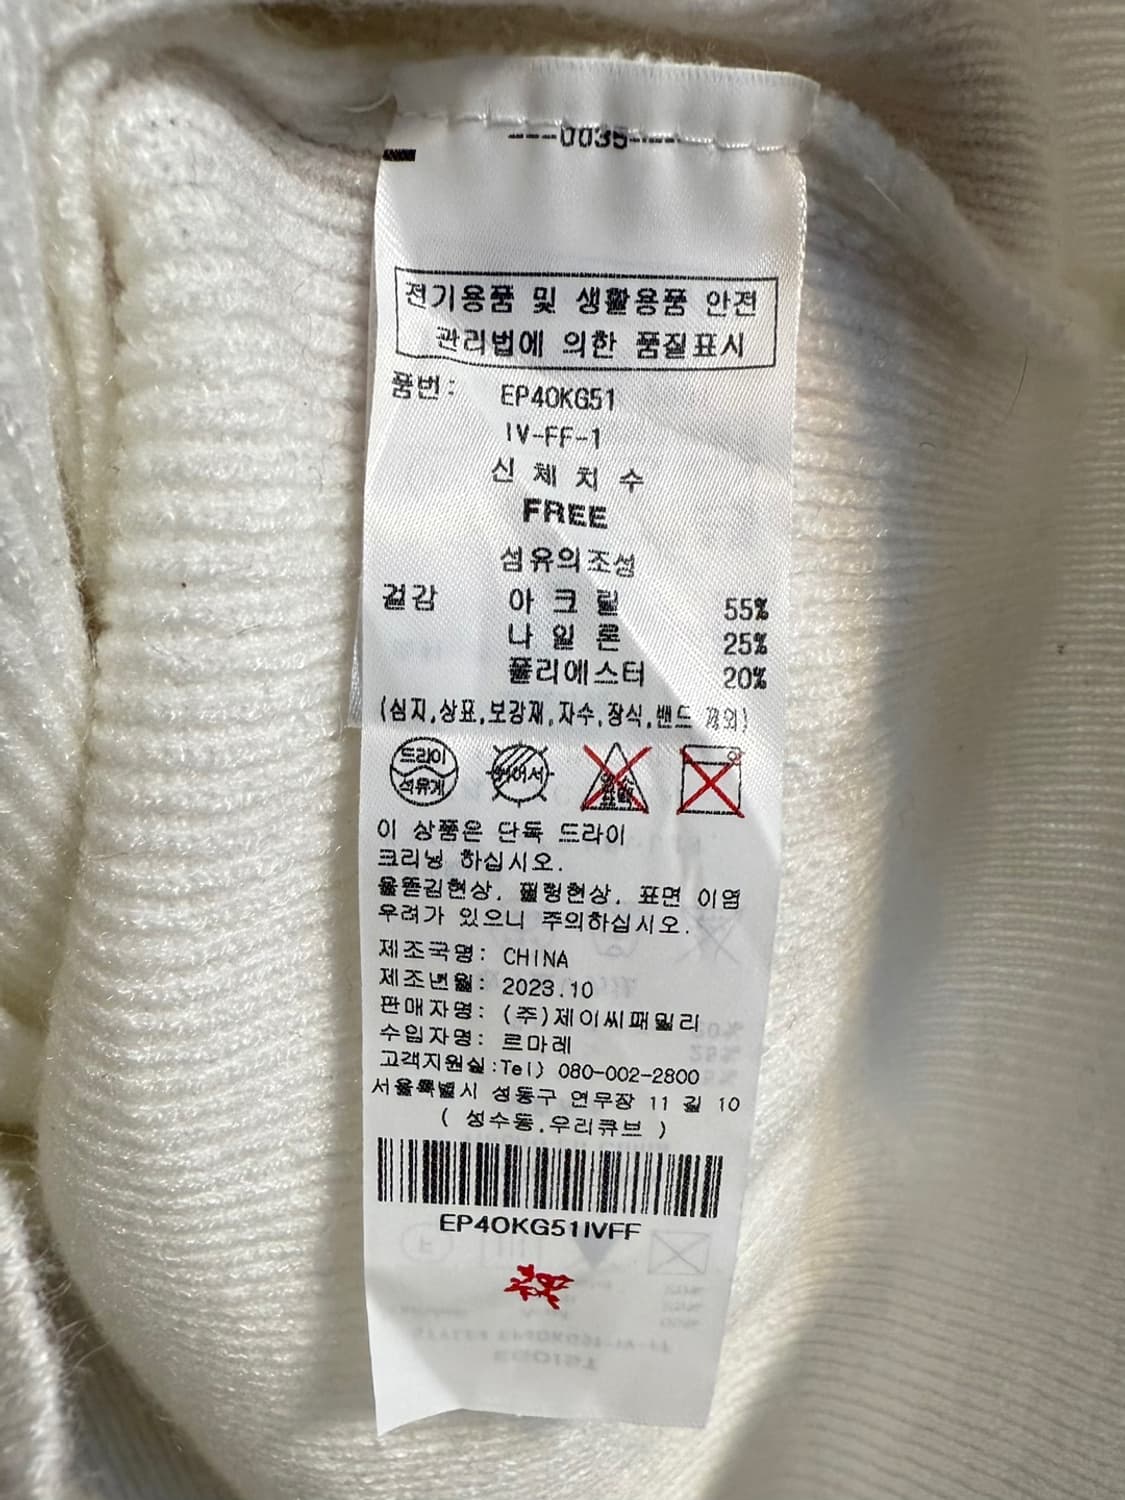 ---0035---
전기용품 및 생활용품 안전
관리법에 의한 품질표시
품번: EP40KG51
IV-FF-1
신 체 치 수
FREE
섬유의조성
겉감 아 크 릴 55%
나 일 론 25%
폴리에스터 20%
(심지,상표,보강재,자수,장식,밴드 제외)
드라이
석유계
뉘어서
염소
표백
이 상품은 단독 드라이
크리닝 하십시오.
올뜯김현상, 필링현상, 표면 이염
우려가 있으니 주의하십시오.
제조국명: CHINA
제조년월: 2023.10
판매자명: (주)제이씨패밀리
수입자명: 르마레
고객지원실:Tel) 080-002-2800
서울특별시 성동구 연무장 11 길 10
( 성수동,우리큐브 )
EP40KG51IVFF